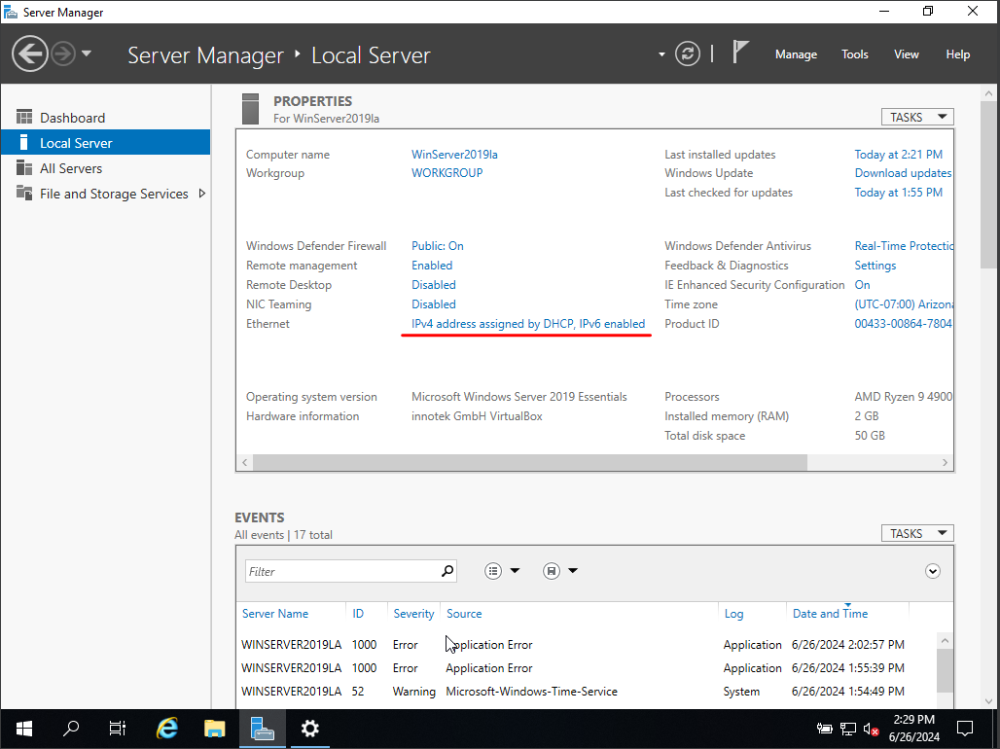 Server Manager
Server Manager ‣ Local Server
Manage Tools View Help
Dashboard
Local Server
All Servers
File and Storage Services
PROPERTIES
For WinServer2019la
TASKS
Computer name WinServer2019la Last installed updates Today at 2:21 PM
Workgroup WORKGROUP Windows Update Download updates
Last checked for updates Today at 1:55 PM
Windows Defender Firewall Public: On Windows Defender Antivirus Real-Time Protectic
Remote management Enabled Feedback & Diagnostics Settings
Remote Desktop Disabled IE Enhanced Security Configuration On
NIC Teaming Disabled Time zone (UTC-07:00) Arizona
Ethernet IPv4 address assigned by DHCP, IPv6 enabled Product ID 00433-00864-7804
Operating system version Microsoft Windows Server 2019 Essentials Processors AMD Ryzen 9 4900
Hardware information innotek GmbH VirtualBox Installed memory (RAM) 2 GB
Total disk space 50 GB
EVENTS
All events | 17 total
TASKS
Filter
Server Name ID Severity Source Log Date and Time
WINSERVER2019LA 1000 Error Application Error Application 6/26/2024 2:02:57 PM
WINSERVER2019LA 1000 Error Application Error Application 6/26/2024 1:55:39 PM
WINSERVER2019LA 52 Warning Microsoft-Windows-Time-Service System 6/26/2024 1:54:49 PM
2:29 PM
6/26/2024